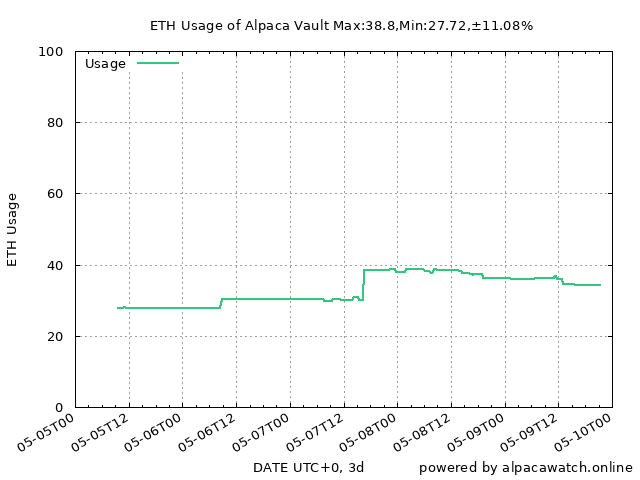 ETH Usage of Alpaca Vault Max:38.8,Min:27.72,±11.08%
Usage
100
80
60
40
20
0
ETH Usage
05-05T00
05-05T12
05-06T00
05-06T12
05-07T00
05-07T12
05-08T00
05-08T12
05-09T00
05-09T12
05-10T00
DATE UTC+0, 3d
powered by alpacawatch.online